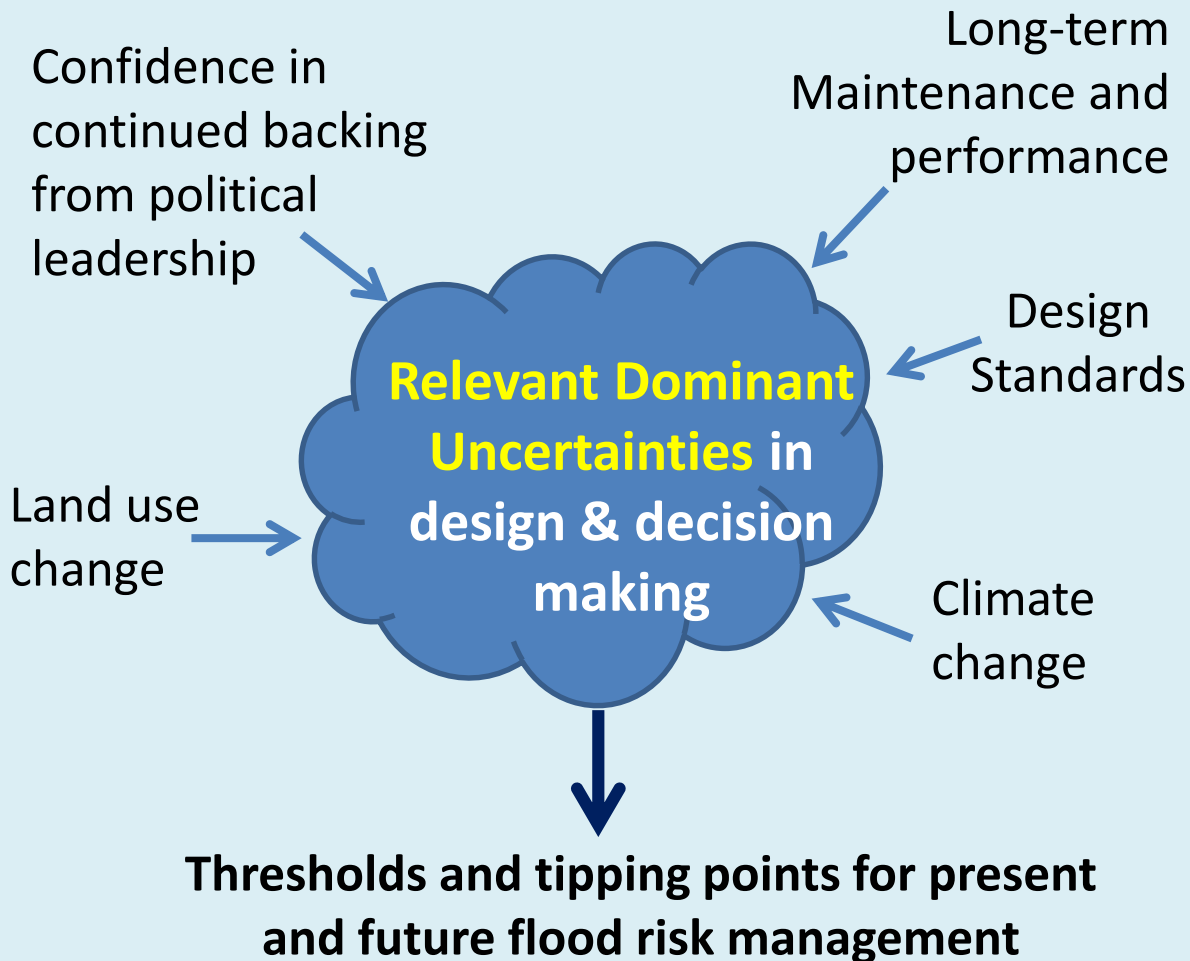 Confidence in
continued backing
from political
leadership
Long-term
Maintenance and
performance
Design
Standards
Relevant Dominant
Uncertainties in
design & decision
making
Land use
change
Climate
change
Thresholds and tipping points for present
and future flood risk management